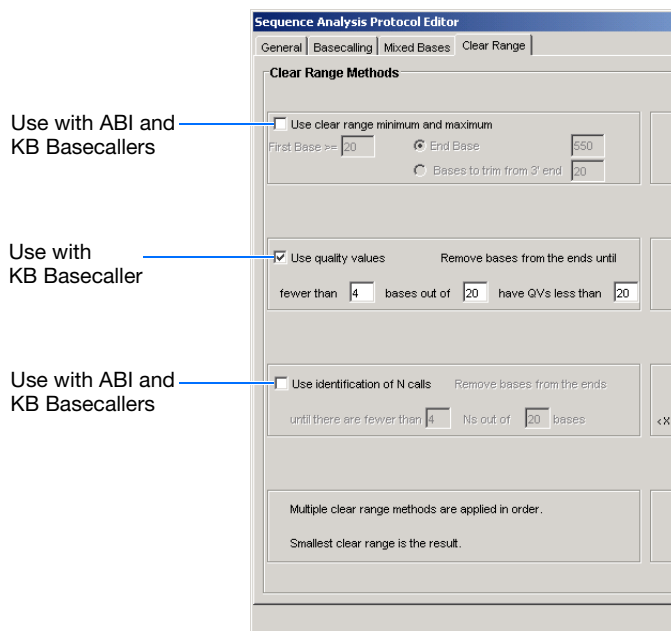 Sequence Analysis Protocol Editor
General Basecalling Mixed Bases Clear Range
Clear Range Methods
Use with ABI and
KB Basecallers
Use clear range minimum and maximum
First Base >= 20 End Base 550
Bases to trim from 3' end 20
Use with
KB Basecaller
Use quality values Remove bases from the ends until
fewer than 4 bases out of 20 have QVs less than 20
Use with ABI and
KB Basecallers
Use identification of N calls Remove bases from the ends
until there are fewer than 4 Ns out of 20 bases
<X
Multiple clear range methods are applied in order.
Smallest clear range is the result.